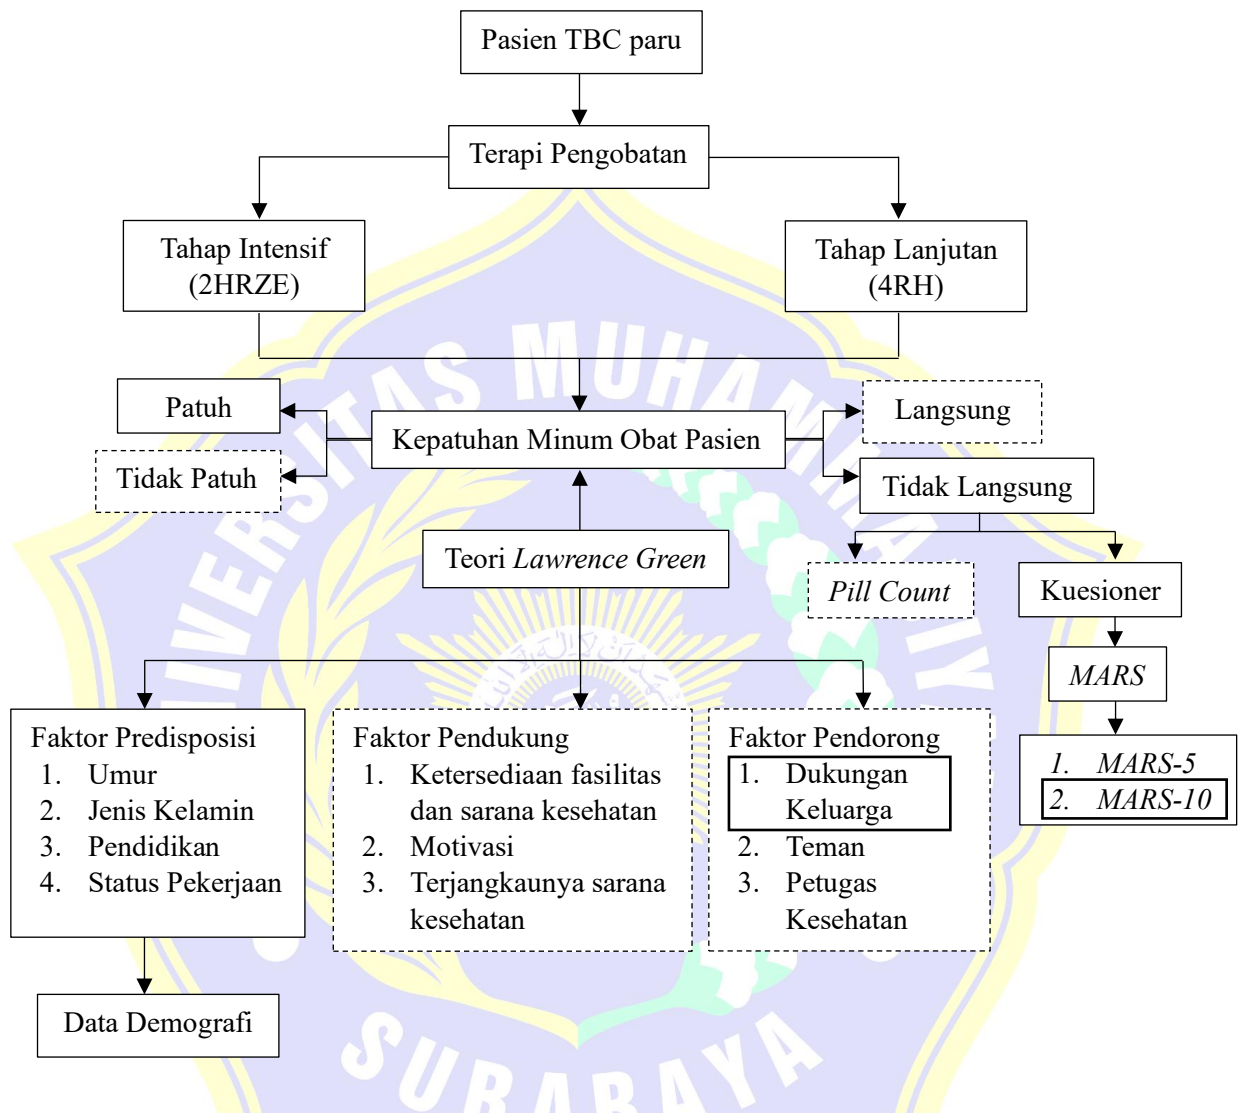 Pasien TBC paru
Terapi Pengobatan
Tahap Intensif
(2HRZE)
Tahap Lanjutan
(4RH)
Patuh
Tidak Patuh
Kepatuhan Minum Obat Pasien
Langsung
Tidak Langsung
Teori Lawrence Green
Pill Count
Kuesioner
MARS
1. MARS-5
2. MARS-10
Faktor Predisposisi
1. Umur
2. Jenis Kelamin
3. Pendidikan
4. Status Pekerjaan
Faktor Pendukung
1. Ketersediaan fasilitas
dan sarana kesehatan
2. Motivasi
3. Terjangkaunya sarana
kesehatan
Faktor Pendorong
1. Dukungan
Keluarga
2. Teman
3. Petugas
Kesehatan
Data Demografi
SURABAYA